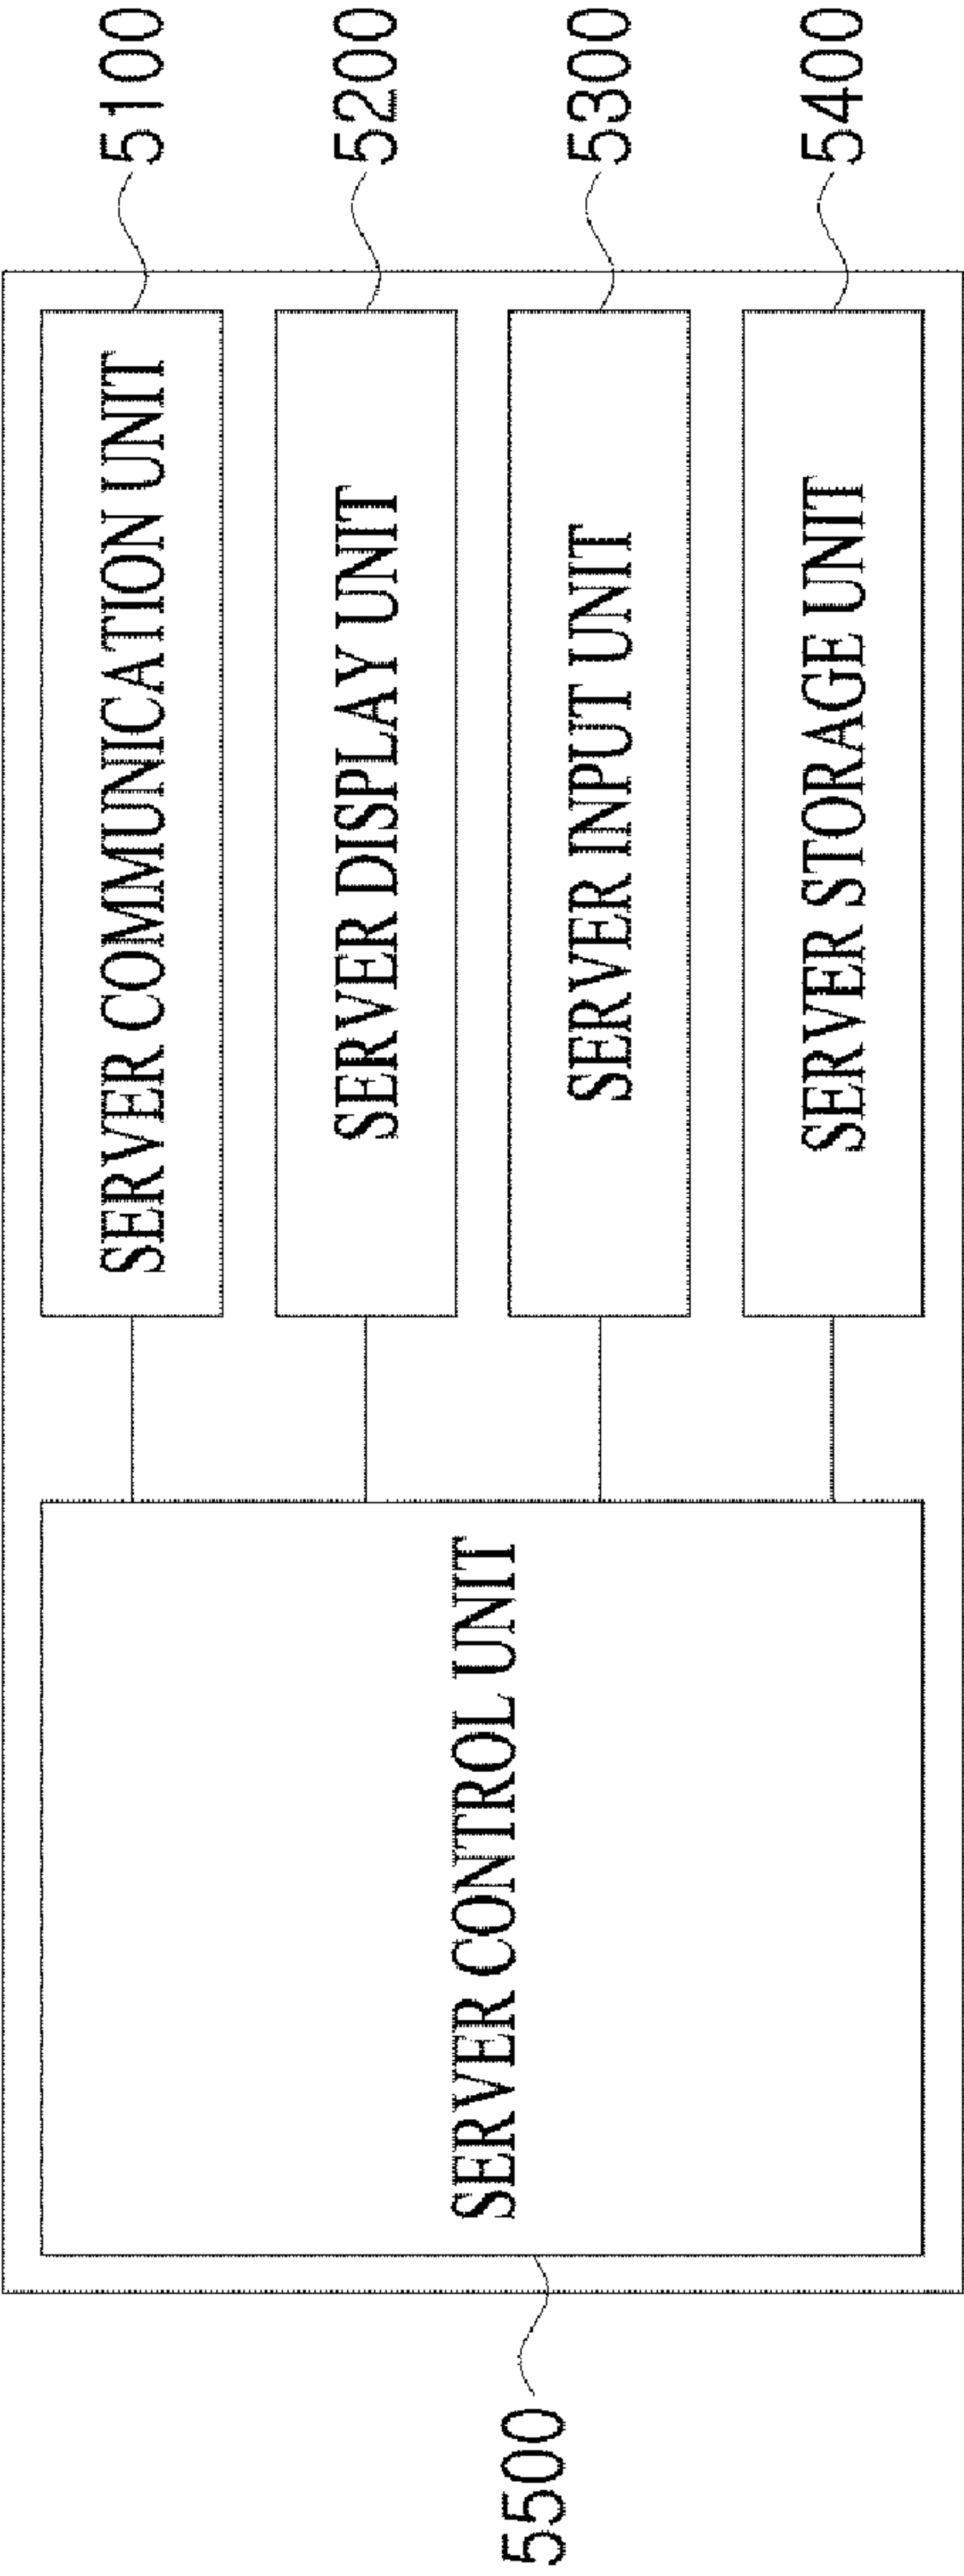 5500
SERVER CONTROL UNIT
SERVER COMMUNICATION UNIT
5100
SERVER DISPLAY UNIT
5200
SERVER INPUT UNIT
5300
SERVER STORAGE UNIT
5400